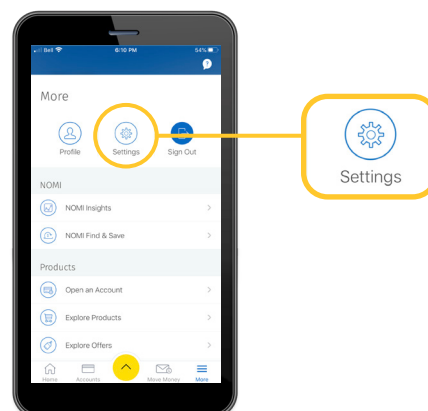 Bell 6:10 PM 54%
?
More
Profile Settings Sign Out
Settings
NOMI
NOMI Insights
NOMI Find & Save
Products
Open an Account
Explore Products
Explore Offers
Home Accounts Move Money More